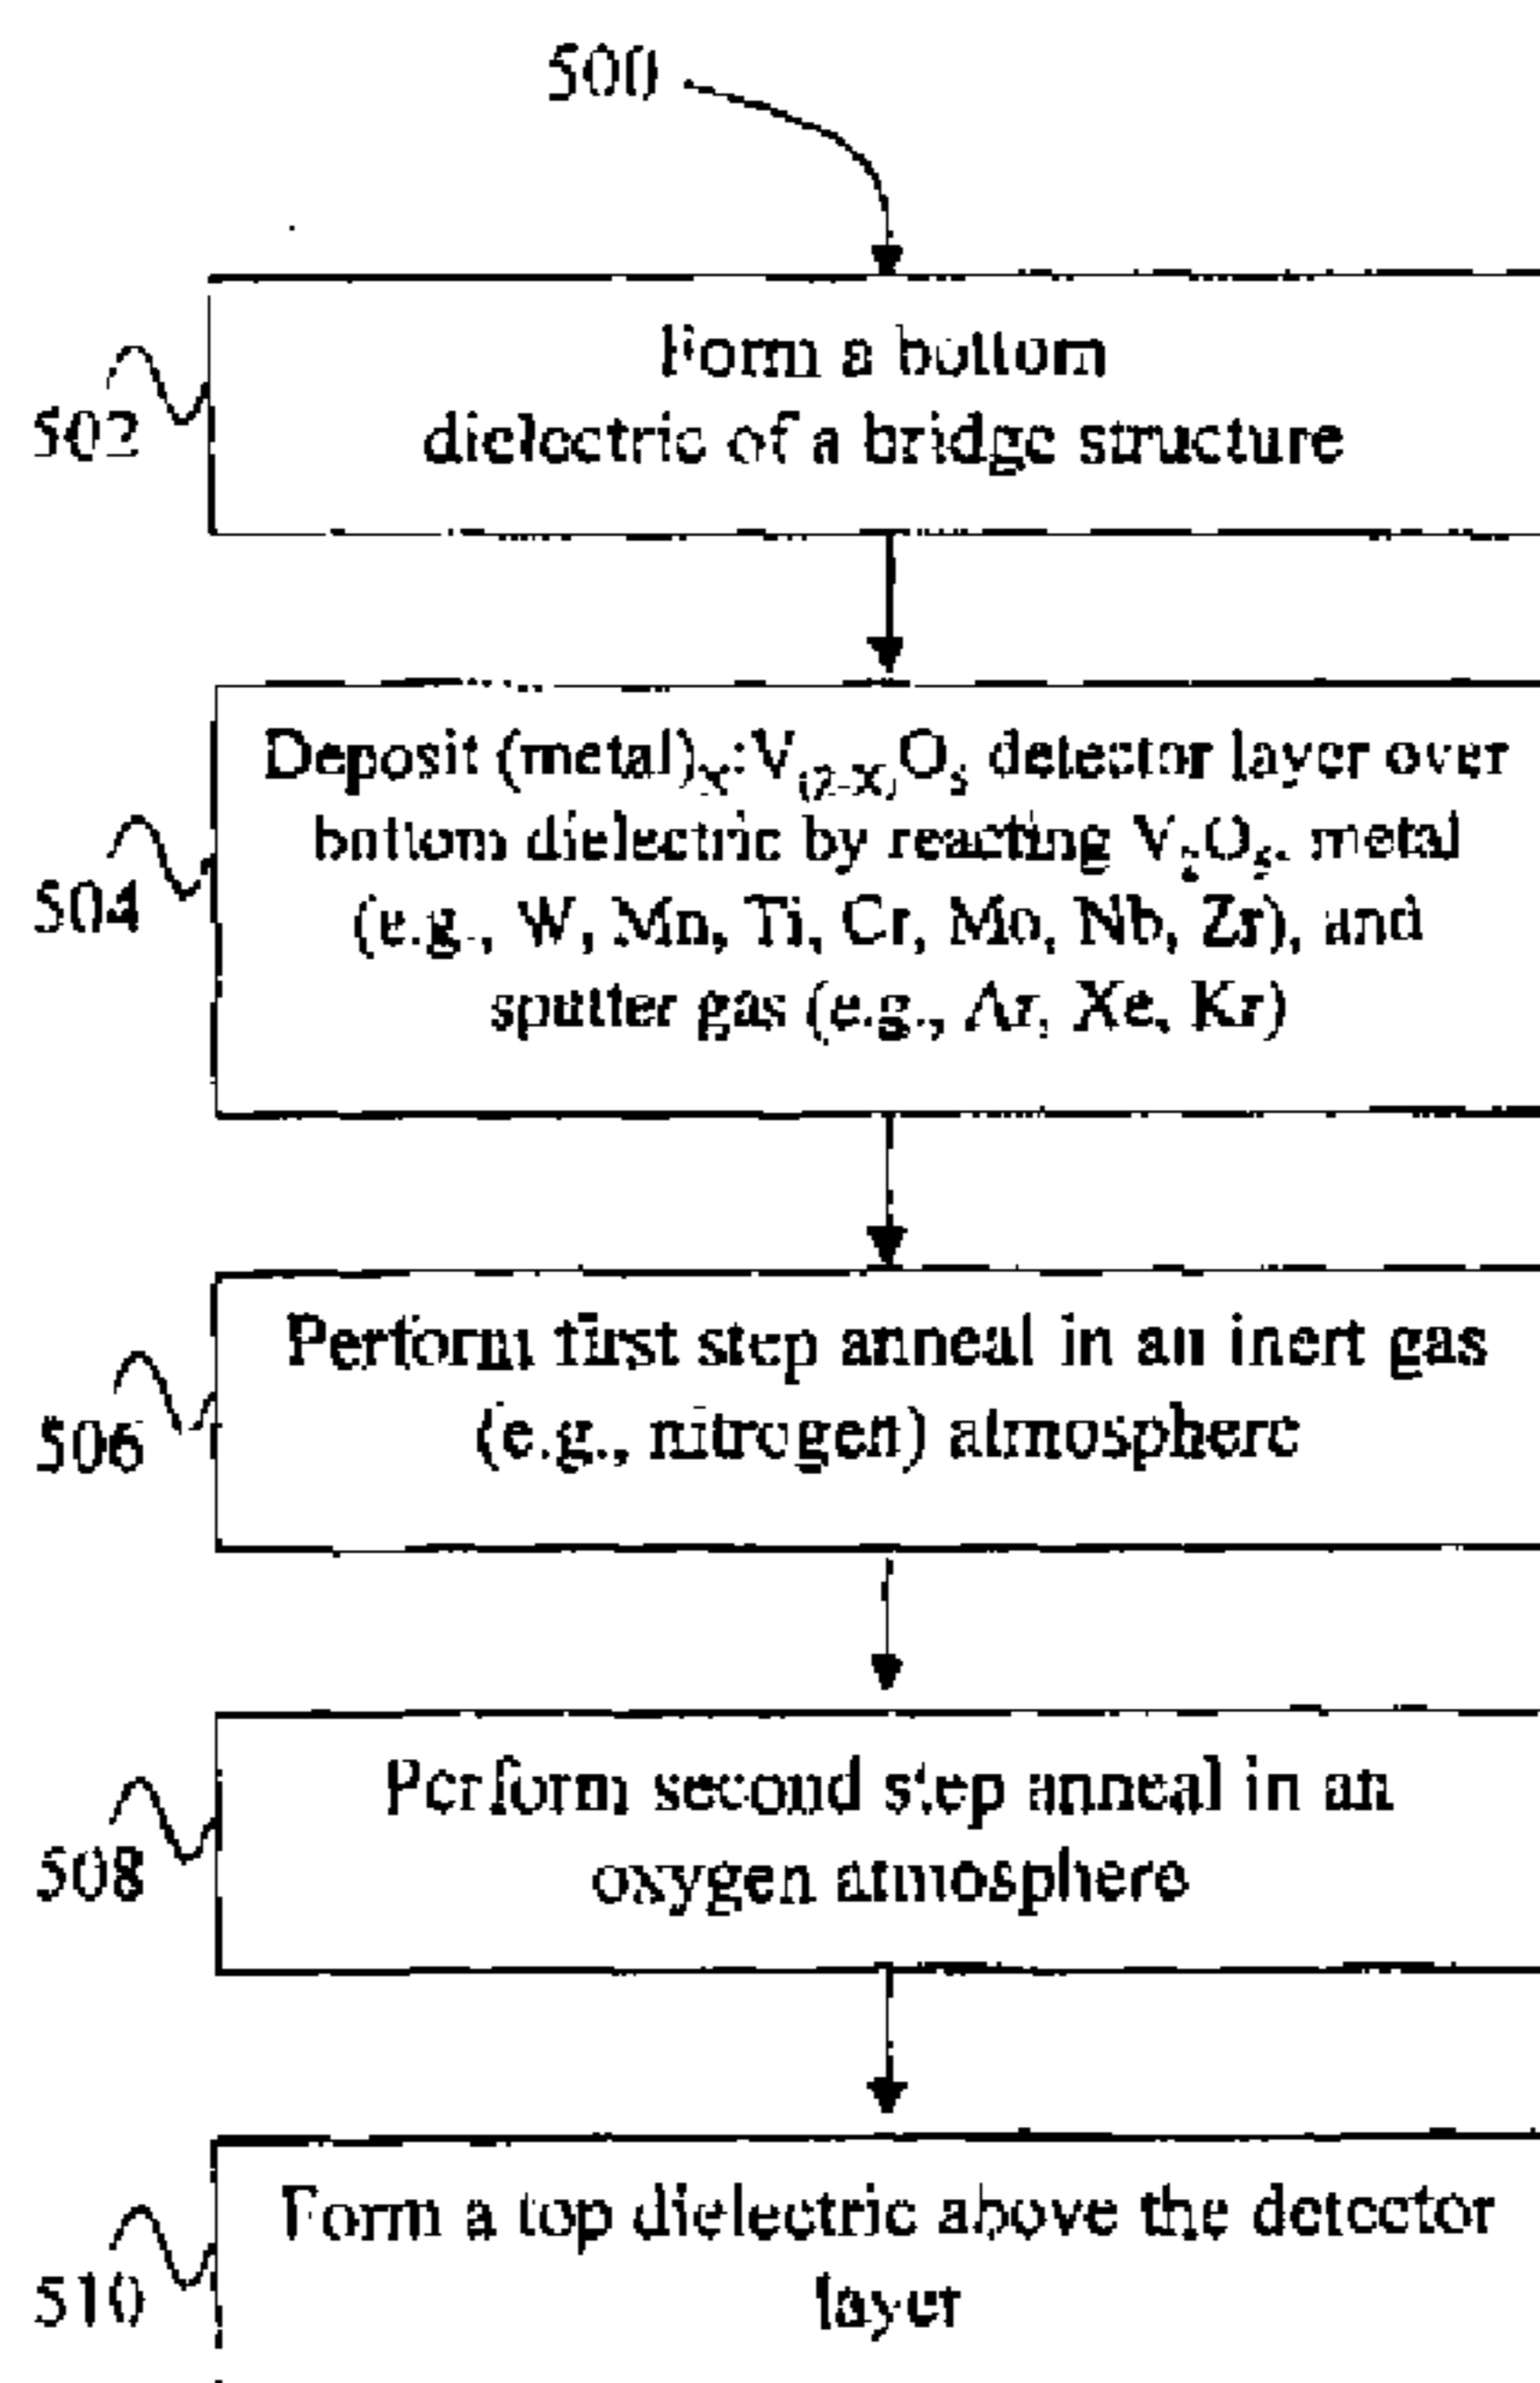 500
502
Form a bottom
dielectric of a bridge structure
504
Deposit (metal)ₓ:V₍₂₋ₓ₎O₅ detector layer over
bottom dielectric by reacting V₂O₅, metal
(e.g., W, Mn, Ti, Cr, Mo, Nb, Zr), and
sputter gas (e.g., Ar, Xe, Kr)
506
Perform first step anneal in an inert gas
(e.g., nitrogen) atmosphere
508
Perform second step anneal in an
oxygen atmosphere
510
Form a top dielectric above the detector
layer